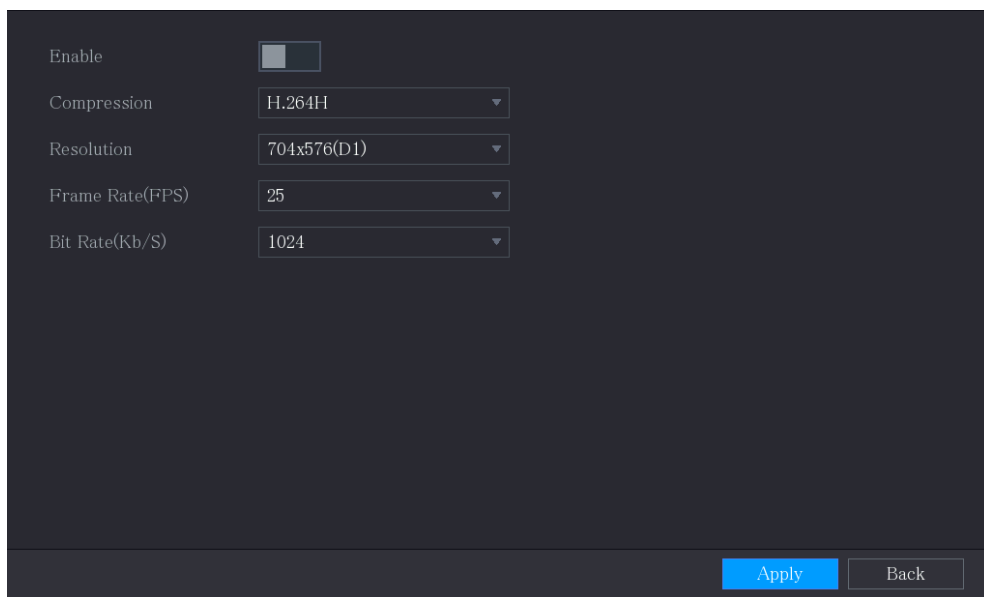 Enable
Compression H.264H
Resolution 704x576(D1)
Frame Rate(FPS) 25
Bit Rate(Kb/S) 1024
Apply Back